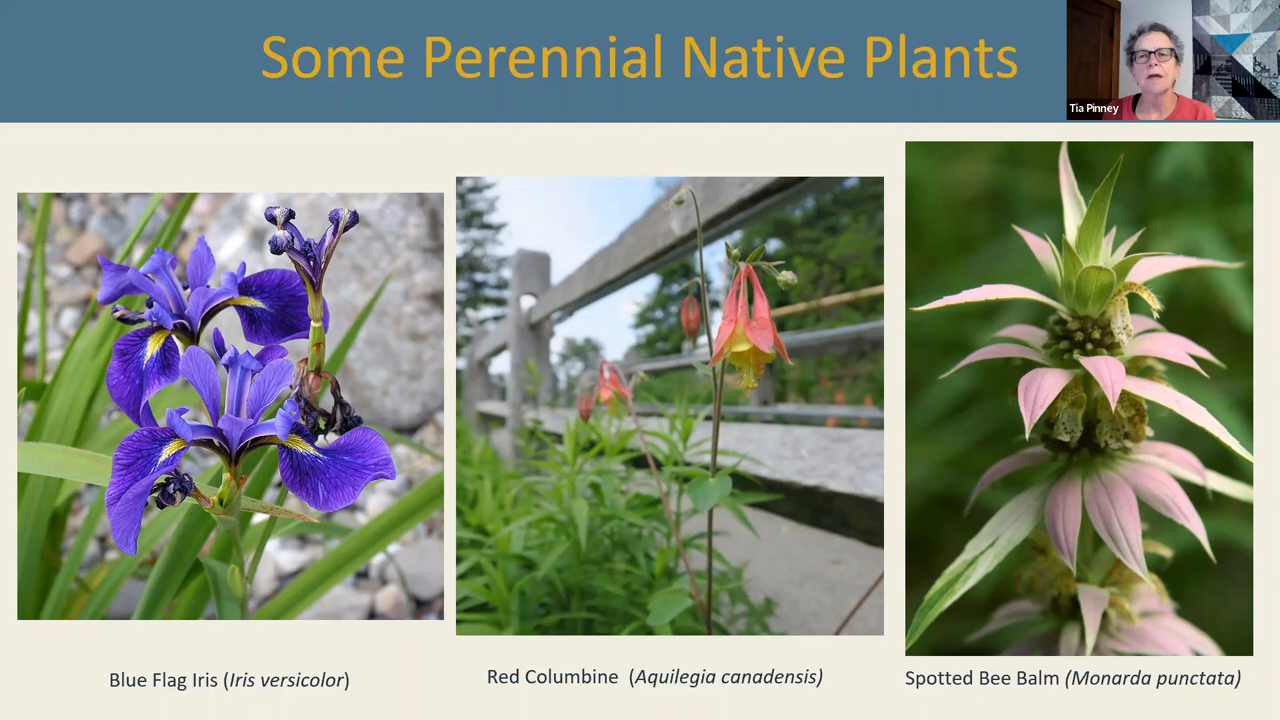 Some Perennial Native Plants
Tia Pinney
Blue Flag Iris (Iris versicolor)
Red Columbine (Aquilegia canadensis)
Spotted Bee Balm (Monarda punctata)